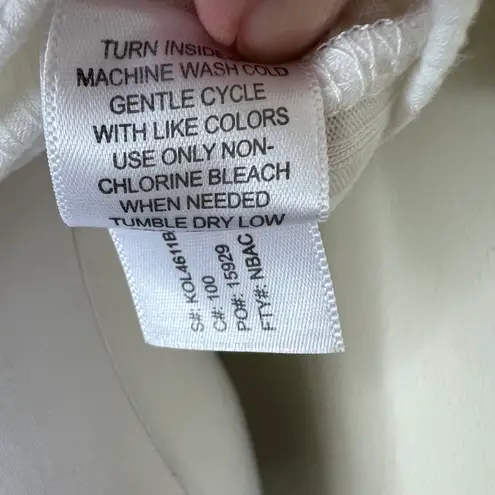 TURN INSIDE
MACHINE WASH COLD
GENTLE CYCLE
WITH LIKE COLORS
USE ONLY NON-
CHLORINE BLEACH
WHEN NEEDED
TUMBLE DRY LOW
S#: KOL4611B
C#: 100
PO#: 15929
FTY#: NBAC